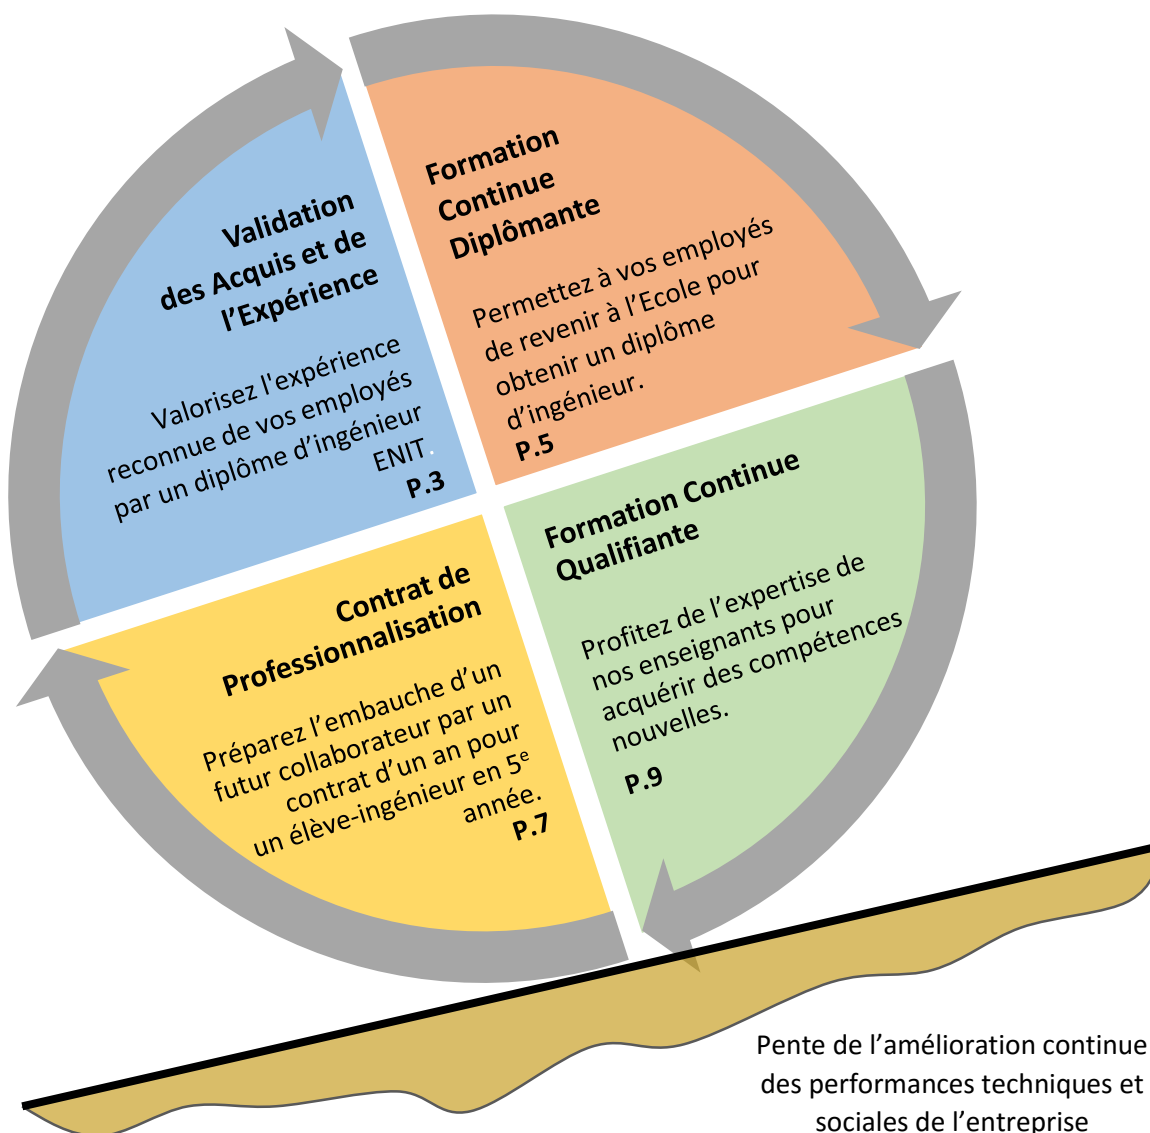 Validation
des Acquis et de
l’Expérience
Valorisez l'expérience
reconnue de vos employés
par un diplôme d’ingénieur
ENIT.
P.3
Formation
Continue
Diplômante
Permettez à vos employés
de revenir à l’Ecole pour
obtenir un diplôme
d’ingénieur.
P.5
Contrat de
Professionnalisation
Préparez l’embauche d’un
futur collaborateur par un
contrat d’un an pour
un élève-ingénieur en 5e
année.
P.7
Formation Continue
Qualifiante
Profitez de l’expertise de
nos enseignants pour
acquérir des compétences
nouvelles.
P.9
Pente de l’amélioration continue
des performances techniques et
sociales de l’entreprise